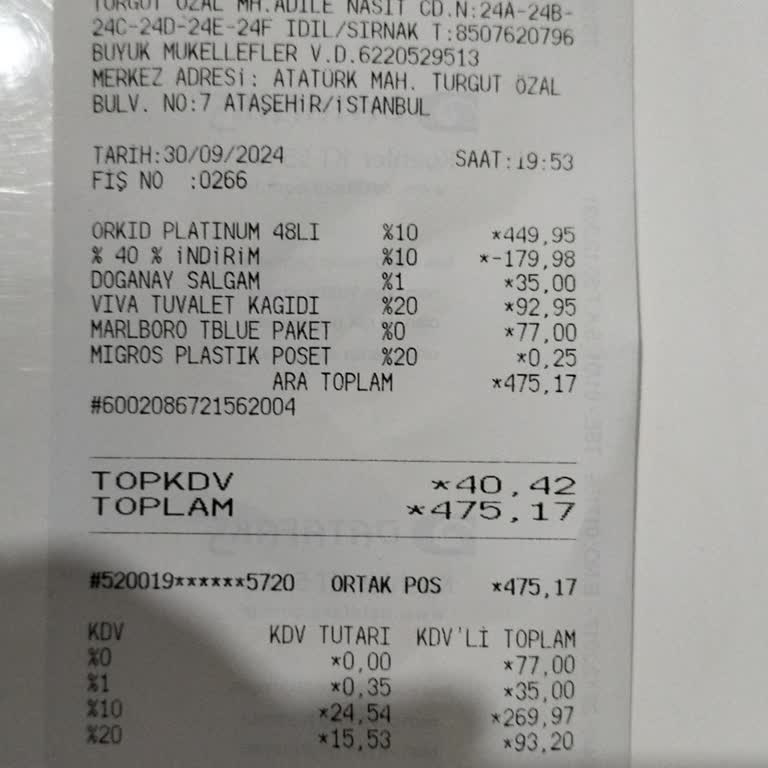 TURGUT ÖZAL MH.ADİLE NAŞİT CD.N:24A-24B-
24C-24D-24E-24F IDIL/SIRNAK T:8507620796
BUYUK MUKELLEFLER V.D.6220529513
MERKEZ ADRESİ: ATATÜRK MAH. TURGUT ÖZAL
BULV. NO:7 ATAŞEHİR/İSTANBUL
TARİH:30/09/2024 SAAT:19:53
FİŞ NO :0266
ORKID PLATINUM 48LI %10 *449,95
% 40 % İNDİRİM %10 *-179,98
DOGANAY SALGAM %1 *35,00
VIVA TUVALET KAGIDI %20 *92,95
MARLBORO TBLUE PAKET %0 *77,00
MIGROS PLASTIK POSET %20 *0,25
ARA TOPLAM *475,17
#6002086721562004
TOPKDV *40,42
TOPLAM *475,17
#520019******5720 ORTAK POS *475,17
KDV KDV TUTARI KDV'Lİ TOPLAM
%0 *0,00 *77,00
%1 *0,35 *35,00
%10 *24,54 *269,97
%20 *15,53 *93,20